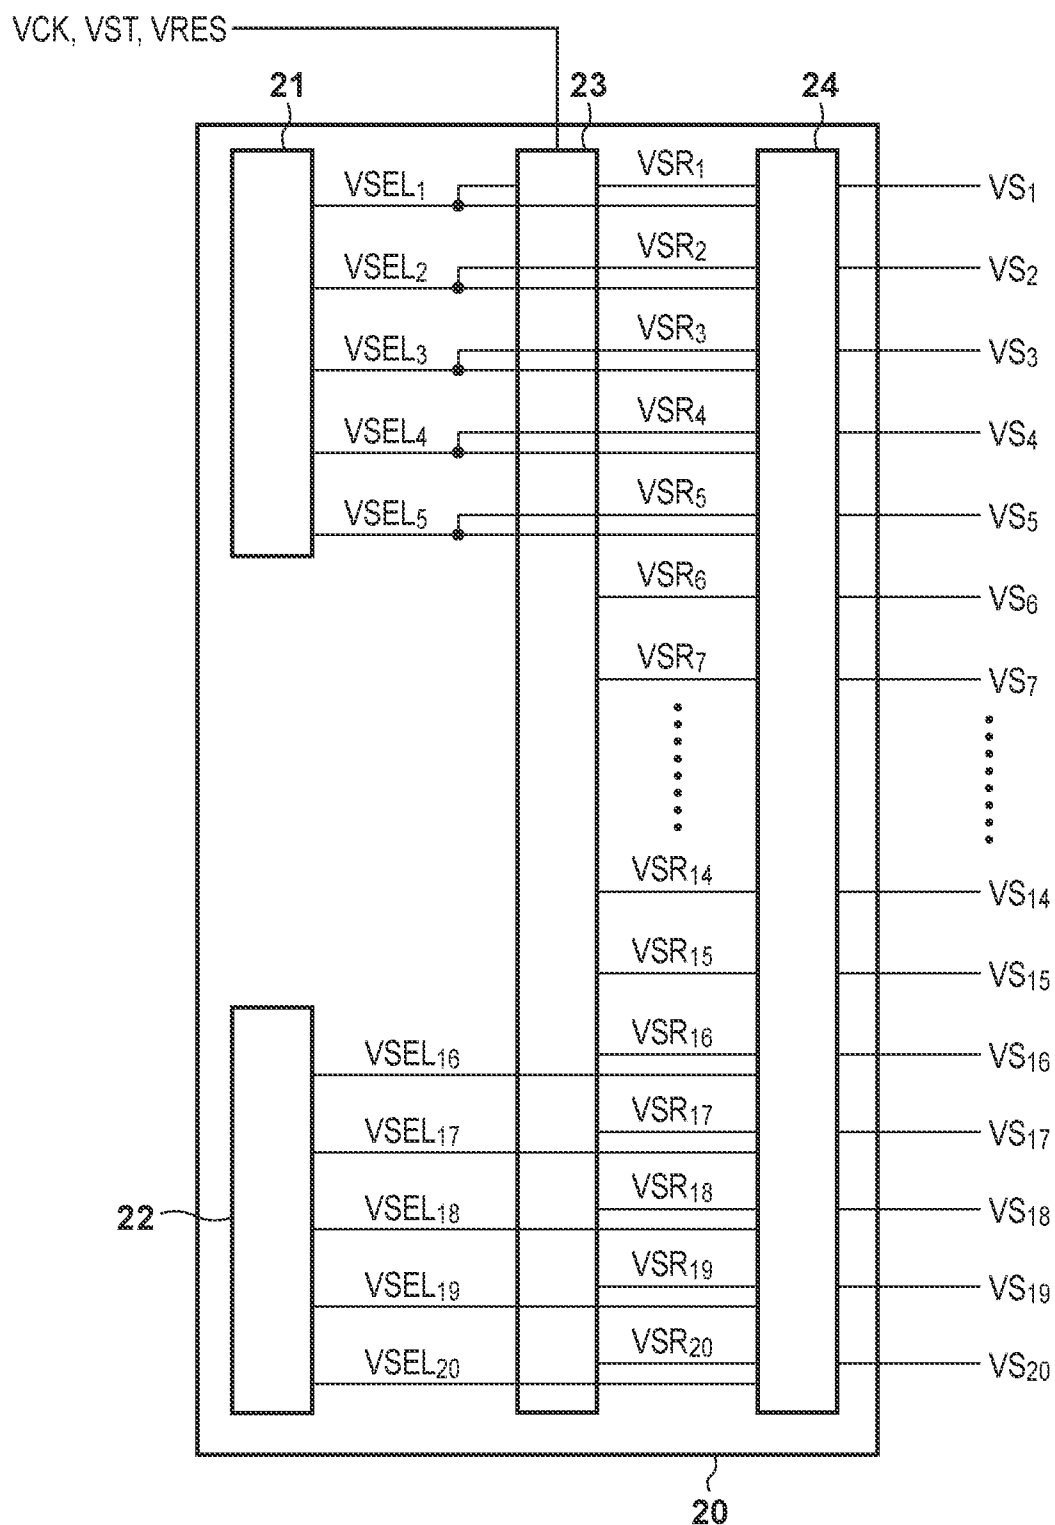 VCK, VST, VRES
21 23 24
VSEL₁ VSR₁ VS₁
VSEL₂ VSR₂ VS₂
VSEL₃ VSR₃ VS₃
VSEL₄ VSR₄ VS₄
VSEL₅ VSR₅ VS₅
VSR₆ VS₆
VSR₇ VS₇
VSR₁₄ VS₁₄
VSR₁₅ VS₁₅
VSEL₁₆ VSR₁₆ VS₁₆
VSEL₁₇ VSR₁₇ VS₁₇
22 VSEL₁₈ VSR₁₈ VS₁₈
VSEL₁₉ VSR₁₉ VS₁₉
VSEL₂₀ VSR₂₀ VS₂₀
20